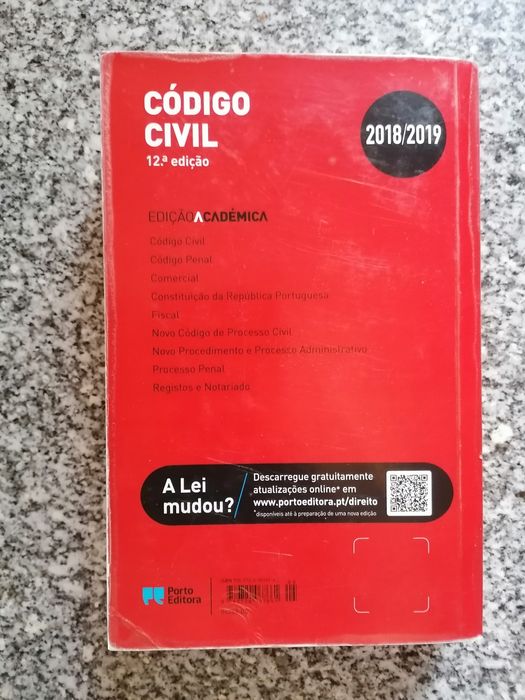 CÓDIGO
CIVIL
12.ª edição
2018/2019
EDIÇÃO ACADÉMICA
Código Civil
Código Penal
Comercial
Constituição da República Portuguesa
Fiscal
Novo Código de Processo Civil
Novo Procedimento e Processo Administrativo
Processo Penal
Registos e Notariado
A Lei
mudou?
Descarregue gratuitamente
atualizações online* em
www.portoeditora.pt/direito
*disponíveis até à preparação de uma nova edição
Porto
Editora
ISBN